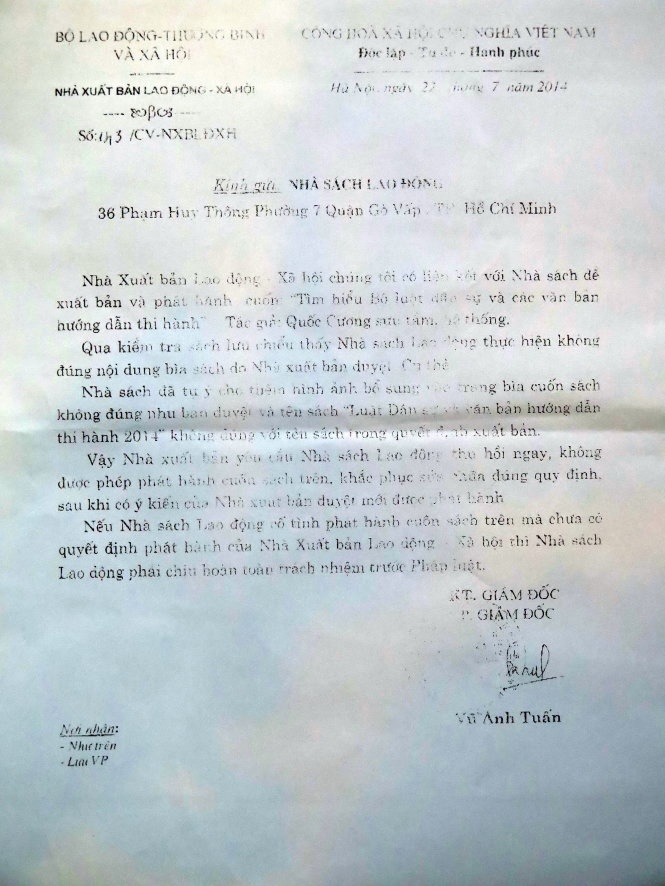 BỘ LAO ĐỘNG-THƯƠNG BINH
VÀ XÃ HỘI
NHÀ XUẤT BẢN LAO ĐỘNG - XÃ HỘI
Số: /CV-NXBLĐXH
CỘNG HOÀ XÃ HỘI CHỦ NGHĨA VIỆT NAM
Độc lập - Tự do - Hạnh phúc
Hà Nội, ngày 22 tháng 7 năm 2014
Kính gửi: NHÀ SÁCH LAO ĐỘNG
36 Phạm Huy Thông Phường 7 Quận Gò Vấp . TP. Hồ Chí Minh
Nhà Xuất bản Lao động - Xã hội chúng tôi có liên kết với Nhà sách để
xuất bản và phát hành cuốn: "Tìm hiểu Bộ luật dân sự và các văn bản
hướng dẫn thi hành" - Tác giả: Quốc Cường sưu tầm, hệ thống.
Qua kiểm tra sách lưu chiểu thấy Nhà sách Lao động thực hiện không
đúng nội dung bìa sách do Nhà xuất bản duyệt. Cụ thể
Nhà sách đã tự ý cho thêm hình ảnh bổ sung vào trang bìa cuốn sách
không đúng như bản duyệt và tên sách "Luật Dân sự và văn bản hướng dẫn
thi hành 2014" không đúng với tên sách trong quyết định xuất bản.
Vậy Nhà xuất bản yêu cầu Nhà sách Lao động thu hồi ngay, không
được phép phát hành cuốn sách trên, khắc phục sửa chữa đúng quy định,
sau khi có ý kiến của Nhà xuất bản duyệt mới được phát hành
Nếu Nhà sách Lao động cố tình phát hành cuốn sách trên mà chưa có
quyết định phát hành của Nhà Xuất bản Lao động - Xã hội thì Nhà sách
Lao động phải chịu hoàn toàn trách nhiệm trước Pháp luật.
KT. GIÁM ĐỐC
P. GIÁM ĐỐC
Vũ Anh Tuấn
Nơi nhận:
- Như trên
- Lưu VP